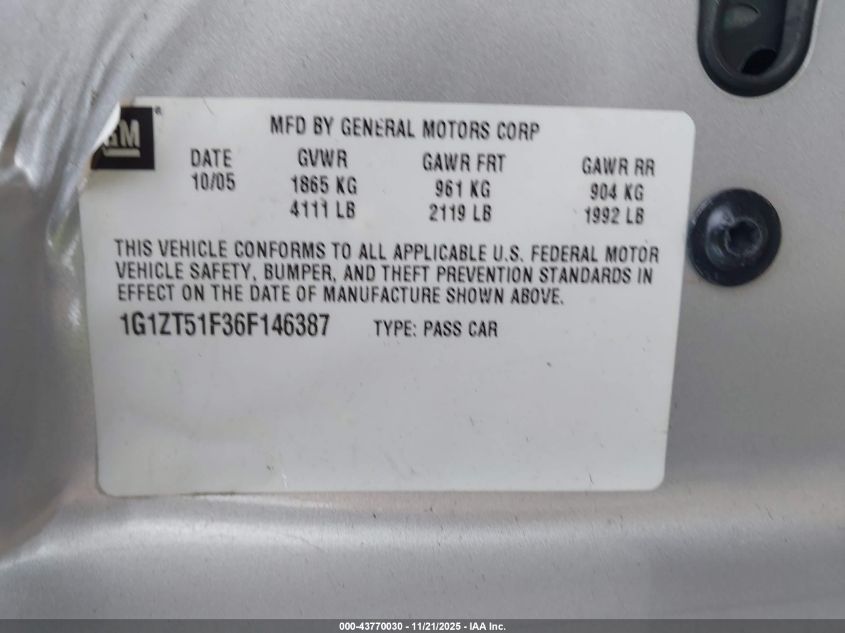 GM®
MFD BY GENERAL MOTORS CORP
DATE GVWR GAWR FRT GAWR RR
10/05 1865 KG 961 KG 904 KG
4111 LB 2119 LB 1992 LB
THIS VEHICLE CONFORMS TO ALL APPLICABLE U.S. FEDERAL MOTOR
VEHICLE SAFETY, BUMPER, AND THEFT PREVENTION STANDARDS IN
EFFECT ON THE DATE OF MANUFACTURE SHOWN ABOVE.
1G1ZT51F36F146387 TYPE: PASS CAR
000-43770030 - 11/21/2025 - IAA Inc.